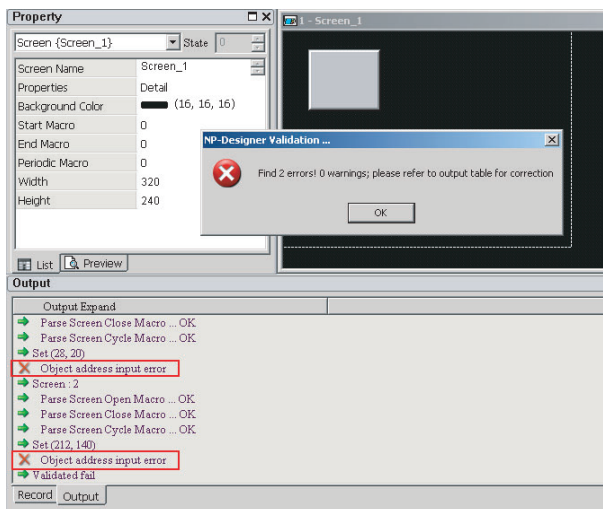 Property
Screen {Screen_1}
State 0
Screen Name Screen_1
Properties Detail
Background Color (16, 16, 16)
Start Macro 0
End Macro 0
Periodic Macro 0
Width 320
Height 240
List Preview
1 - Screen_1
NP-Designer Validation ...
Find 2 errors! 0 warnings; please refer to output table for correction
OK
Output
Output Expand
Parse Screen Close Macro ... OK
Parse Screen Cycle Macro ... OK
Set (28, 20)
Object address input error
Screen : 2
Parse Screen Open Macro ... OK
Parse Screen Close Macro ... OK
Parse Screen Cycle Macro ... OK
Set (212, 140)
Object address input error
Validated fail
Record Output